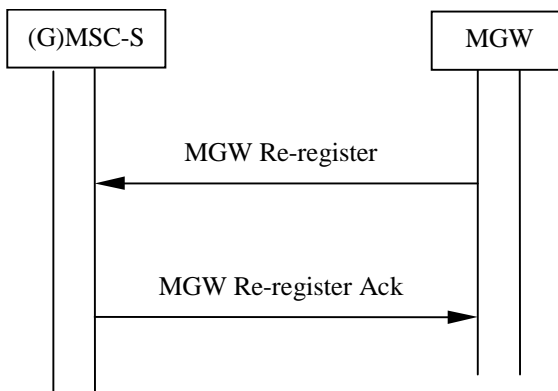 (G)MSC-S
MGW
MGW Re-register
MGW Re-register Ack